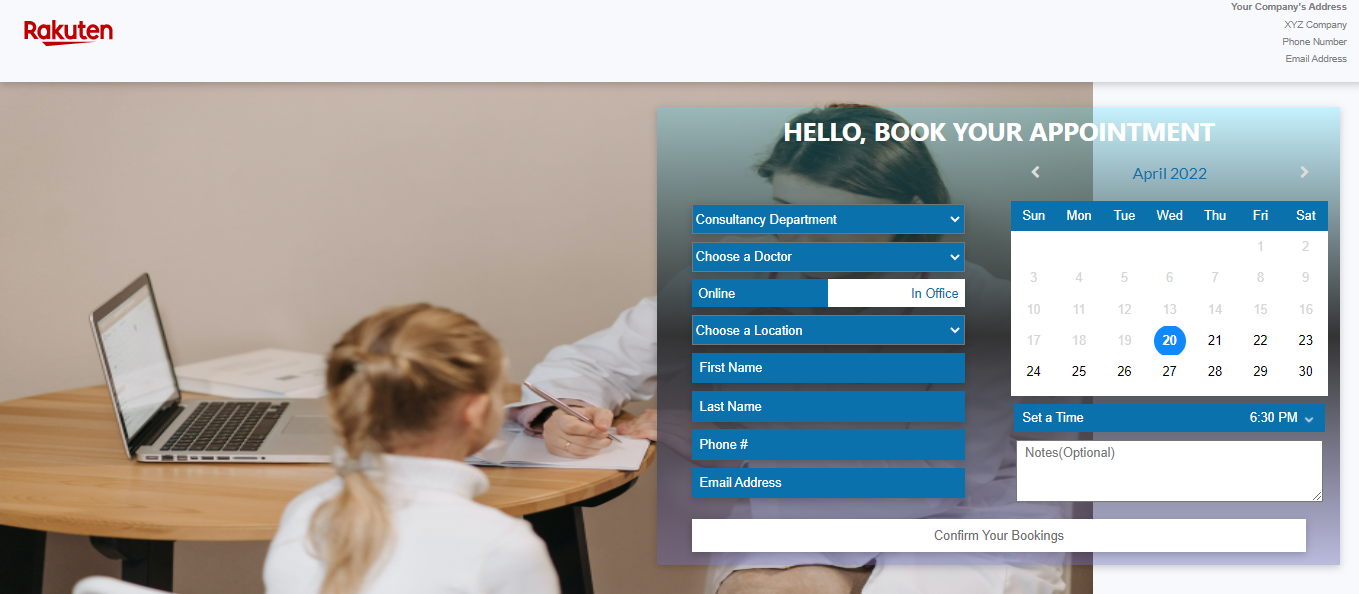 Rakuten
Your Company's Address
XYZ Company
Phone Number
Email Address
HELLO, BOOK YOUR APPOINTMENT
Consultancy Department
Choose a Doctor
Online In Office
Choose a Location
First Name
Last Name
Phone #
Email Address
April 2022
Sun Mon Tue Wed Thu Fri Sat
1 2
3 4 5 6 7 8 9
10 11 12 13 14 15 16
17 18 19 20 21 22 23
24 25 26 27 28 29 30
Set a Time 6:30 PM
Notes(Optional)
Confirm Your Bookings